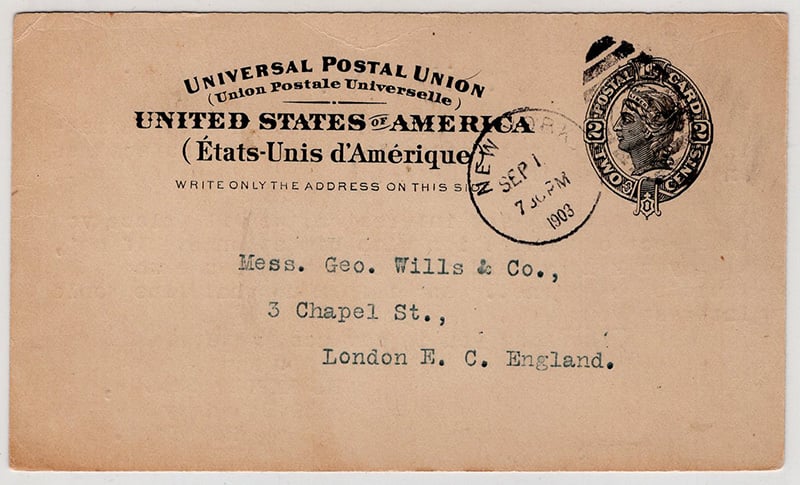 UNIVERSAL POSTAL UNION
(Union Postale Universelle)
UNITED STATES OF AMERICA
(États-Unis d'Amérique
WRITE ONLY THE ADDRESS ON THIS
POSTAL CARD
2 2
TWO CENTS
NEW YORK
SEP 1
PM
1903
Mess. Geo. Wills & Co.,
3 Chapel St.,
London E. C. England.